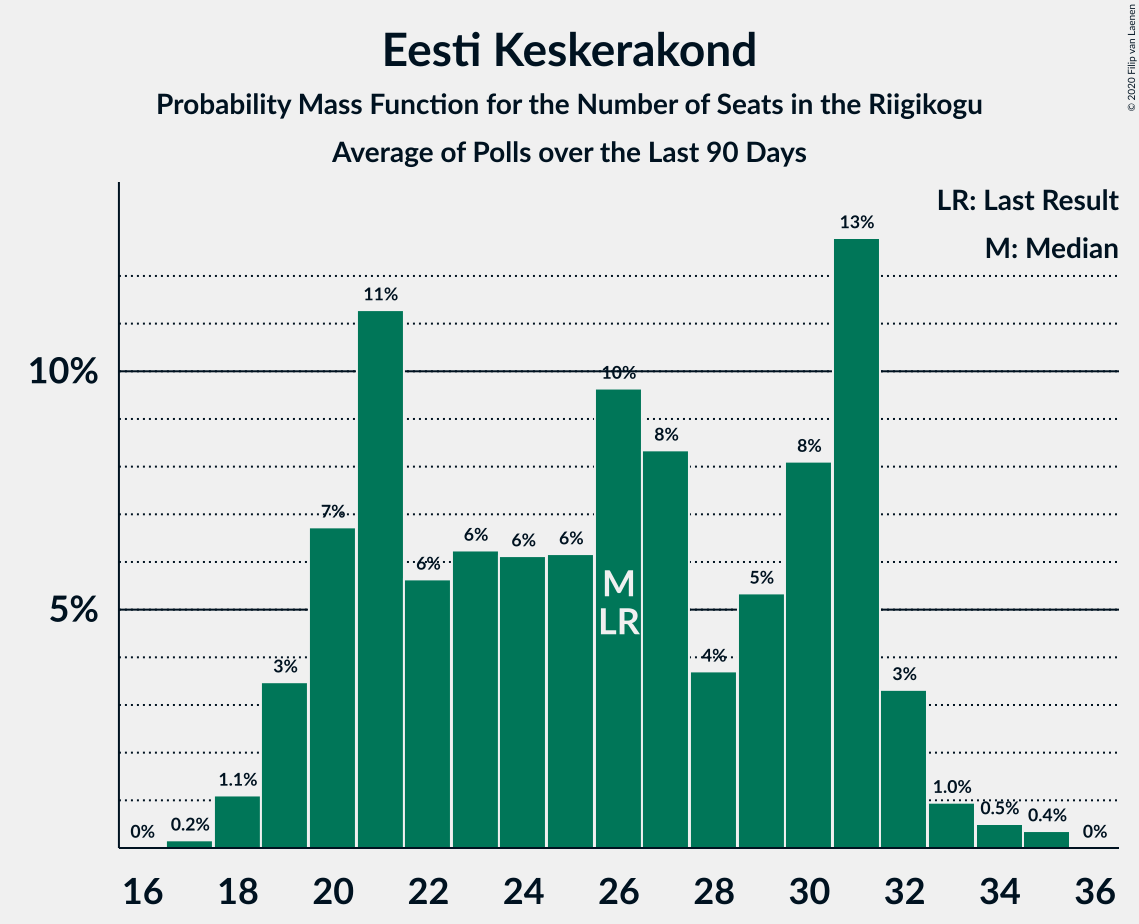 Eesti Keskerakond
Probability Mass Function for the Number of Seats in the Riigikogu
Average of Polls over the Last 90 Days
© 2020 Filip van Laenen
LR: Last Result
M: Median
10%
5%
0%
0.2%
1.1%
3%
7%
11%
6%
6%
6%
6%
10%
8%
4%
5%
8%
13%
3%
1.0%
0.5%
0.4%
0%
M
LR
16 18 20 22 24 26 28 30 32 34 36